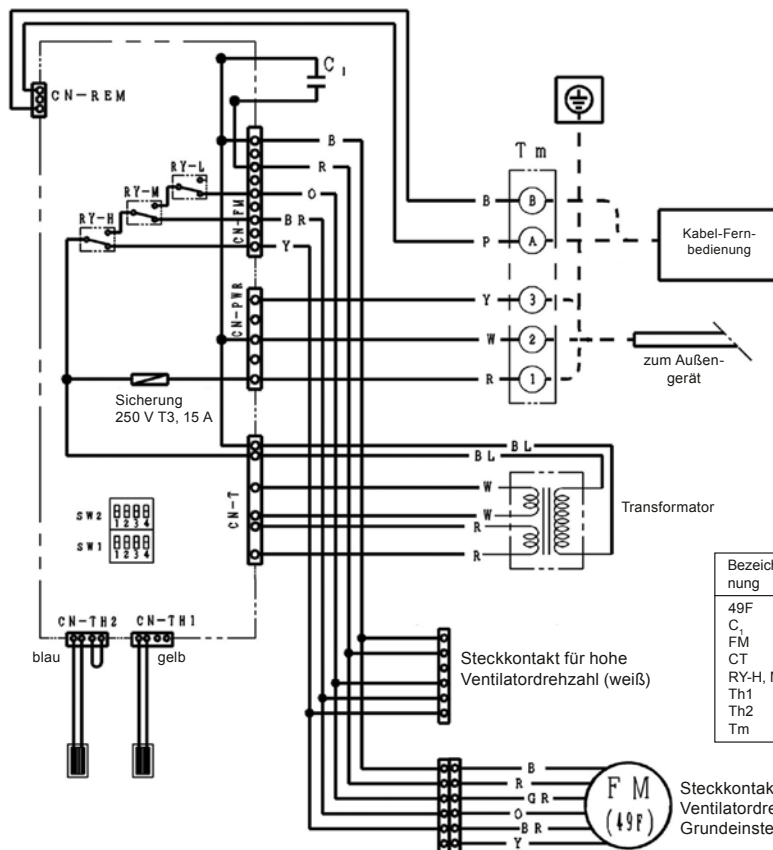 CN-REM
C1
RY-L
RY-M
RY-H
CN-FM
B
R
O
BR
Y
Tm
B
P
B
A
Kabel-Fern-
bedienung
CN-PWR
Y
W
R
3
2
1
zum Außen-
gerät
Sicherung
250 V T3, 15 A
CN-T
BL
BL
W
W
R
R
Transformator
SW2
1234
SW1
1234
CN-TH2
CN-TH1
blau
gelb
Steckkontakt für hohe
Ventilatordrehzahl (weiß)
Bezeich
nung
49F
C1
FM
CT
RY-H, M
Th1
Th2
Tm
B
R
GR
O
BR
Y
FM
(49F)
Steckkontak
Ventilatordre
Grundeinste